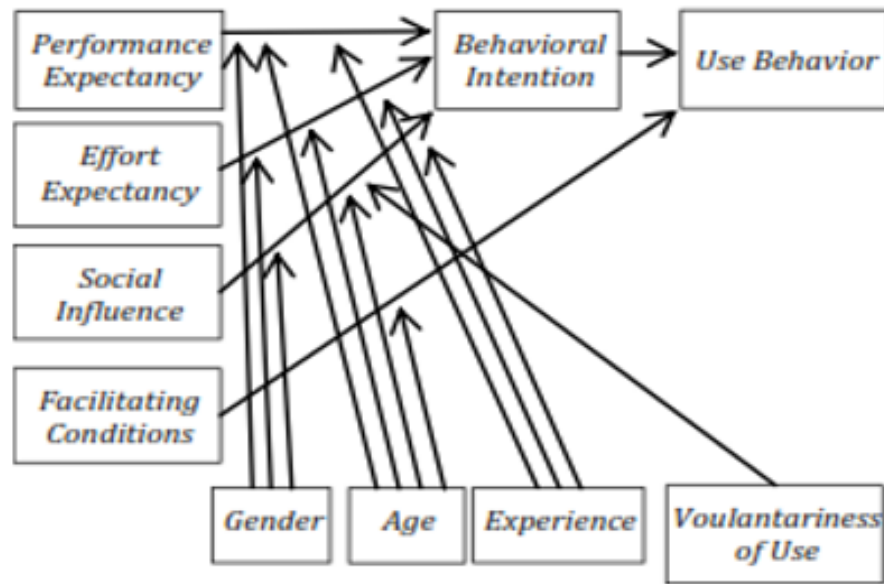 Performance
Expectancy
Behavioral
Intention
Use Behavior
Effort
Expectancy
Social
Influence
Facilitating
Conditions
Gender
Age
Experience
Voulantariness
of Use